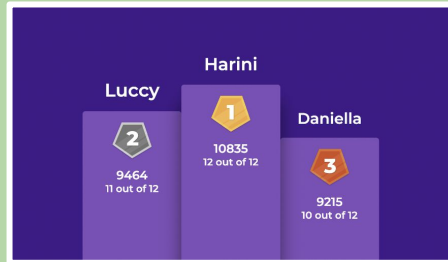 Harini
Luccy
1
10835
12 out of 12
Daniella
2
9464
11 out of 12
3
9215
10 out of 12